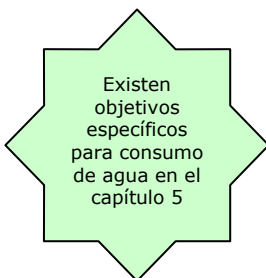 Existen
objetivos
específicos
para consumo
de agua en el
capítulo 5